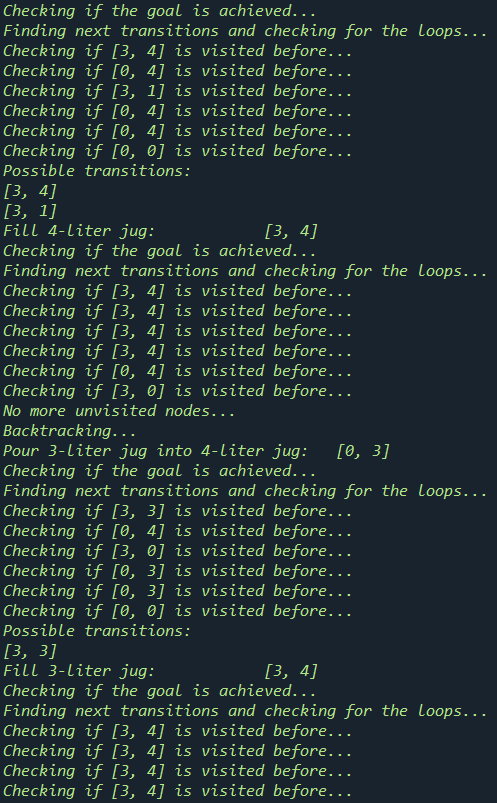 Checking if the goal is achieved...
Finding next transitions and checking for the loops...
Checking if [3, 4] is visited before...
Checking if [0, 4] is visited before...
Checking if [3, 1] is visited before...
Checking if [0, 4] is visited before...
Checking if [0, 4] is visited before...
Checking if [0, 0] is visited before...
Possible transitions:
[3, 4]
[3, 1]
Fill 4-liter jug:            [3, 4]
Checking if the goal is achieved...
Finding next transitions and checking for the loops...
Checking if [3, 4] is visited before...
Checking if [3, 4] is visited before...
Checking if [3, 4] is visited before...
Checking if [3, 4] is visited before...
Checking if [0, 4] is visited before...
Checking if [3, 0] is visited before...
No more unvisited nodes...
Backtracking...
Pour 3-liter jug into 4-liter jug:   [0, 3]
Checking if the goal is achieved...
Finding next transitions and checking for the loops...
Checking if [3, 3] is visited before...
Checking if [0, 4] is visited before...
Checking if [3, 0] is visited before...
Checking if [0, 3] is visited before...
Checking if [0, 3] is visited before...
Checking if [0, 0] is visited before...
Possible transitions:
[3, 3]
Fill 3-liter jug:            [3, 4]
Checking if the goal is achieved...
Finding next transitions and checking for the loops...
Checking if [3, 4] is visited before...
Checking if [3, 4] is visited before...
Checking if [3, 4] is visited before...
Checking if [3, 4] is visited before...